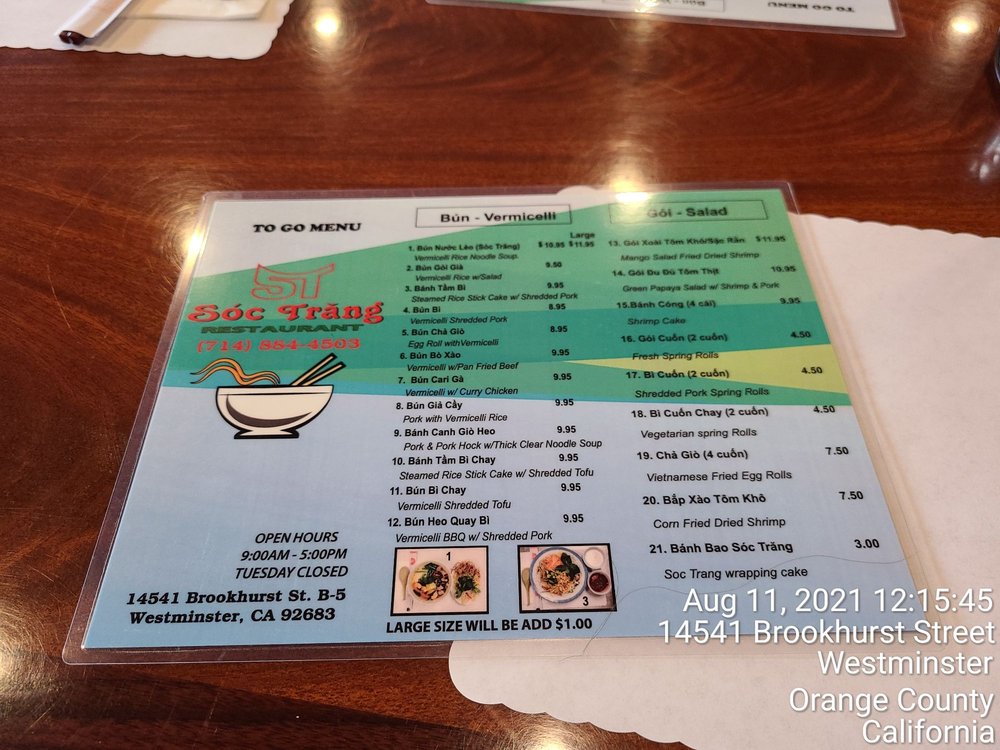 TO GO MENU
ST
Sóc Trăng
RESTAURANT
(714) 884-4503
OPEN HOURS
9:00AM - 5:00PM
TUESDAY CLOSED
14541 Brookhurst St. B-5
Westminster, CA 92683
Bún - Vermicelli
Large
1. Bún Nước Lèo (Sóc Trăng) $10.95 $11.95
Vermicelli Rice Noodle Soup
2. Bún Gỏi Già 9.50
Vermicelli Rice w/Salad
3. Bánh Tằm Bì 9.95
Steamed Rice Stick Cake w/ Shredded Pork
4. Bún Bì 8.95
Vermicelli Shredded Pork
5. Bún Chả Giò 8.95
Egg Roll withVermicelli
6. Bún Bò Xào 9.95
Vermicelli w/Pan Fried Beef
7. Bún Cari Gà 9.95
Vermicelli w/ Curry Chicken
8. Bún Giả Cầy 9.95
Pork with Vermicelli Rice
9. Bánh Canh Giò Heo 9.95
Pork & Pork Hock w/Thick Clear Noodle Soup
10. Bánh Tằm Bì Chay 9.95
Steamed Rice Stick Cake w/ Shredded Tofu
11. Bún Bì Chay 9.95
Vermicelli Shredded Tofu
12. Bún Heo Quay Bì 9.95
Vermicelli BBQ w/ Shredded Pork
1
3
LARGE SIZE WILL BE ADD $1.00
Gỏi - Salad
13. Gỏi Xoài Tôm Khô/Sặc Rằn $11.95
Mango Salad Fried Dried Shrimp
14. Gỏi Đu Đủ Tôm Thịt 10.95
Green Papaya Salad w/ Shrimp & Pork
15.Bánh Cóng (4 cái) 9.95
Shrimp Cake
16. Gỏi Cuốn (2 cuốn) 4.50
Fresh Spring Rolls
17. Bì Cuốn (2 cuốn) 4.50
Shredded Pork Spring Rolls
18. Bì Cuốn Chay (2 cuốn) 4.50
Vegetarian spring Rolls
19. Chả Giò (4 cuốn) 7.50
Vietnamese Fried Egg Rolls
20. Bắp Xào Tôm Khô 7.50
Corn Fried Dried Shrimp
21. Bánh Bao Sóc Trăng 3.00
Soc Trang wrapping cake
TO GO MENU
Aug 11, 2021 12:15:45
14541 Brookhurst Street
Westminster
Orange County
California